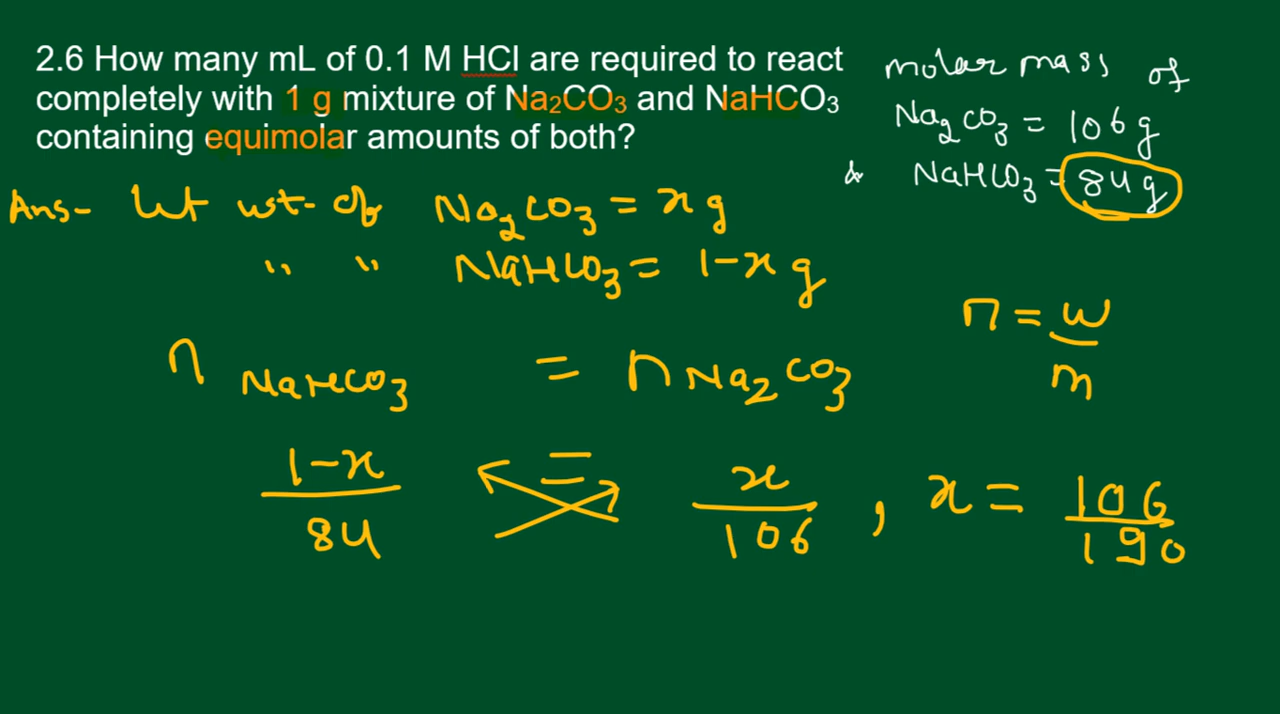 2.6 How many mL of 0.1 M HCl are required to react
completely with 1 g mixture of Na₂CO₃ and NaHCO₃
containing equimolar amounts of both?
molar mass of
Na₂CO₃ = 106 g
& NaHCO₃ = 84 g
Ans- Let wt- of Na₂CO₃ = x g
" " NaHCO₃ = 1-x g
n = w/m
n NaHCO₃ = n Na₂CO₃
1-x/84 = x/106 , x = 106/190